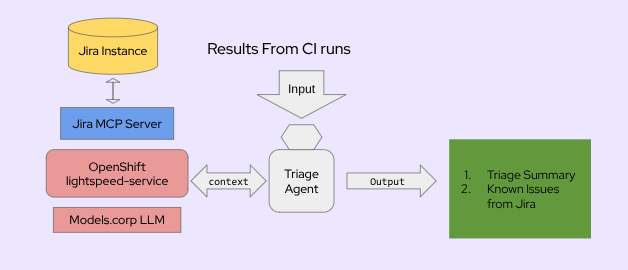 Results From CI runs
Jira Instance
Input
Jira MCP Server
OpenShift
lightspeed-service
context
Triage
Agent
Output
1. Triage Summary
2. Known Issues
from Jira
Models.corp LLM